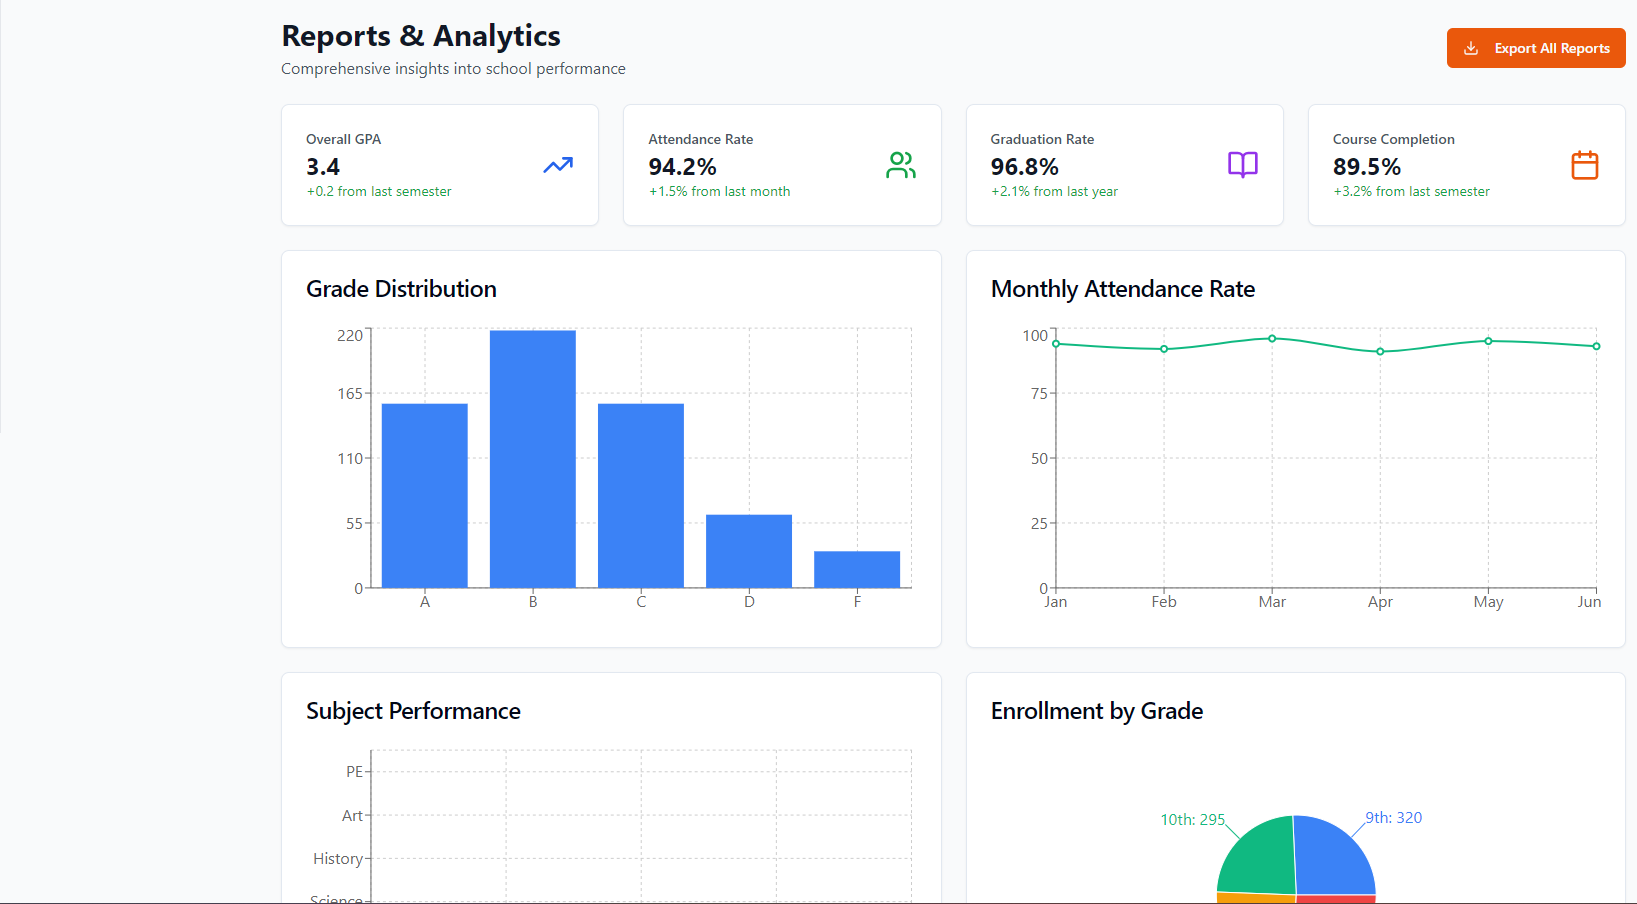 Reports & Analytics
Comprehensive insights into school performance
Export All Reports
Overall GPA
3.4
+0.2 from last semester
Attendance Rate
94.2%
+1.5% from last month
Graduation Rate
96.8%
+2.1% from last year
Course Completion
89.5%
+3.2% from last semester
Grade Distribution
220
165
110
55
0
A B C D F
Monthly Attendance Rate
100
75
50
25
0
Jan Feb Mar Apr May Jun
Subject Performance
PE
Art
History
Science
Enrollment by Grade
10th: 295
9th: 320